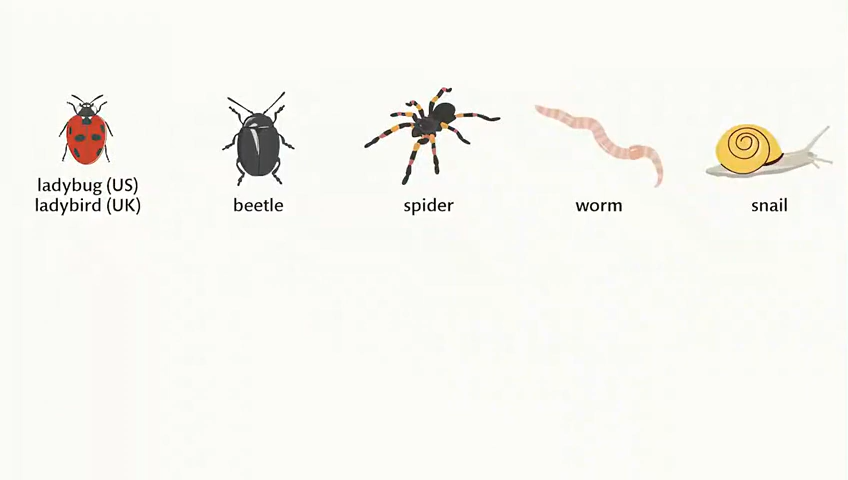 ladybug (US)
ladybird (UK)
beetle
spider
worm
snail